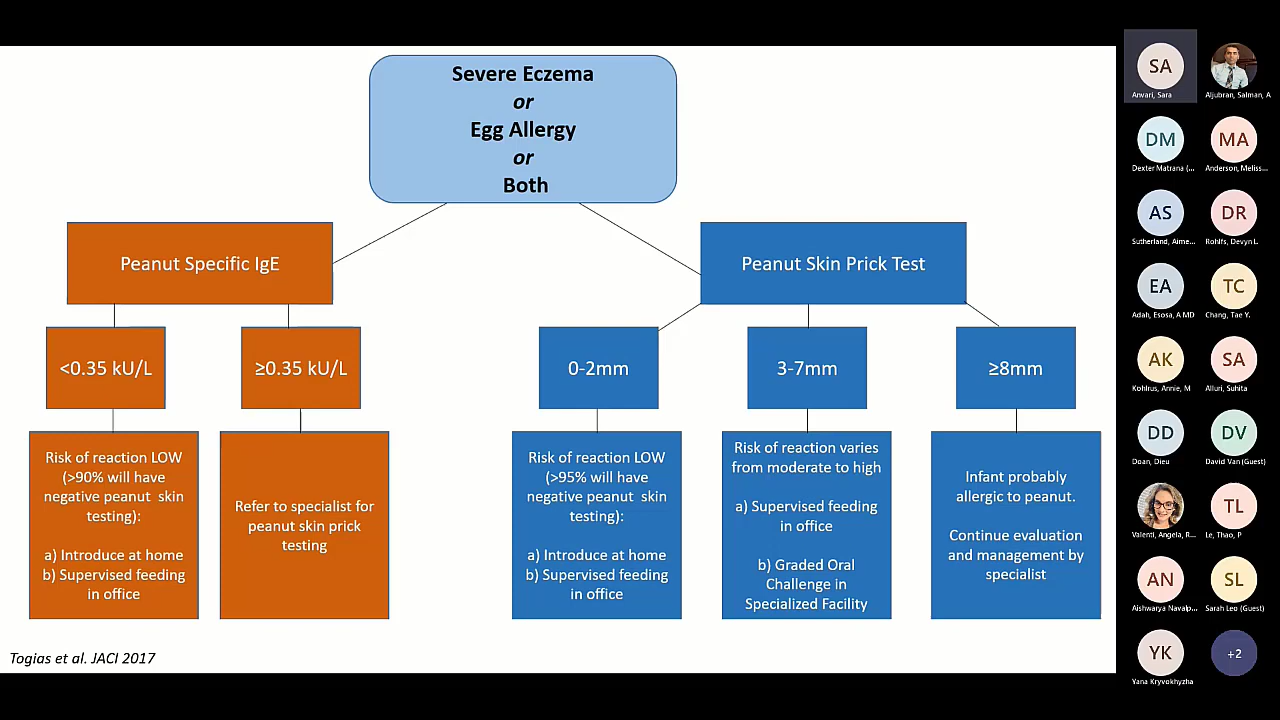 Severe Eczema
or
Egg Allergy
or
Both
Peanut Specific IgE
Peanut Skin Prick Test
<0.35 kU/L
≥0.35 kU/L
0-2mm
3-7mm
≥8mm
Risk of reaction LOW
(>90% will have
negative peanut skin
testing):
a) Introduce at home
b) Supervised feeding
in office
Refer to specialist for
peanut skin prick
testing
Risk of reaction LOW
(>95% will have
negative peanut skin
testing):
a) Introduce at home
b) Supervised feeding
in office
Risk of reaction varies
from moderate to high
a) Supervised feeding
in office
b) Graded Oral
Challenge in
Specialized Facility
Infant probably
allergic to peanut.
Continue evaluation
and management by
specialist
Togias et al. JACI 2017
SA
Anvari, Sara
Aljubran, Salman, A
DM
Dexter Matrana (...
MA
Anderson, Meliss...
AS
Sutherland, Aime...
DR
Rohlfs, Devyn L.
EA
Adah, Esosa, A MD
TC
Chang, Tae Y.
AK
Kohlrus, Annie, M
SA
Alluri, Suhita
DD
Doan, Dieu
DV
David Van (Guest)
Valenti, Angela, R...
TL
Le, Thao, P
AN
Aishwarya Navalp...
SL
Sarah Leo (Guest)
YK
Yana Kryvokhyzha
+2